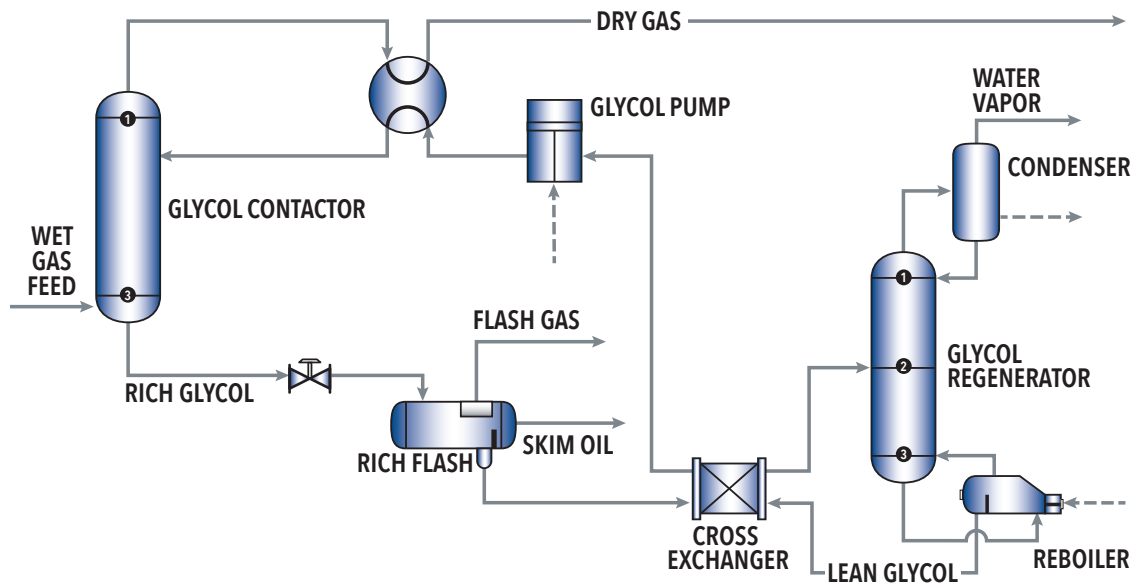 DRY GAS
WATER
VAPOR
GLYCOL PUMP
1
CONDENSER
GLYCOL CONTACTOR
WET
GAS
FEED
1
3
FLASH GAS
GLYCOL
REGENERATOR
2
RICH GLYCOL
SKIM OIL
RICH FLASH
3
CROSS
EXCHANGER
REBOILER
LEAN GLYCOL